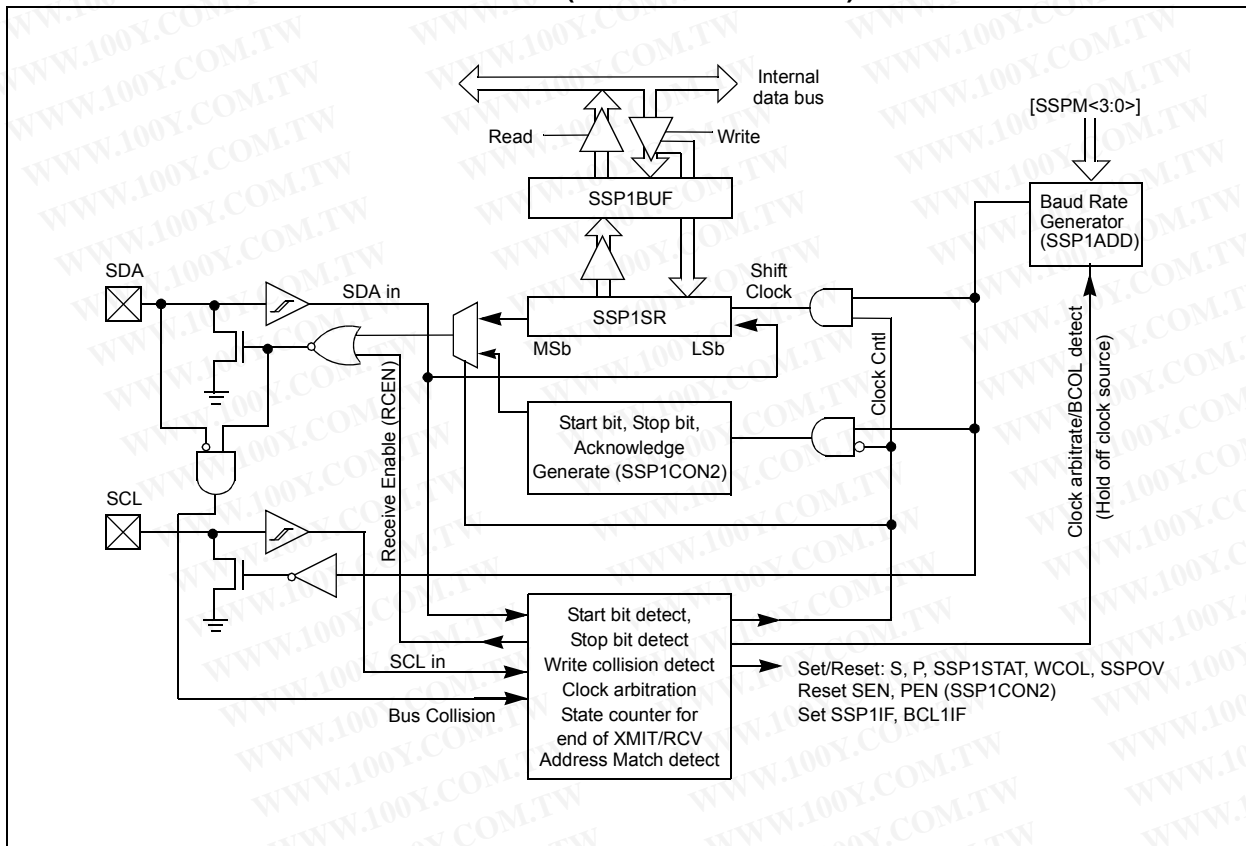 Internal
data bus
[SSPM<3:0>]
Read
Write
SSP1BUF
Baud Rate
Generator
(SSP1ADD)
SDA
Shift
Clock
SDA in
SSP1SR
MSb
LSb
Clock Cntl
Clock arbitrate/BCOL detect
(Hold off clock source)
Start bit, Stop bit,
Acknowledge
Generate (SSP1CON2)
Receive Enable (RCEN)
SCL
Start bit detect,
Stop bit detect
Write collision detect
Clock arbitration
State counter for
end of XMIT/RCV
Address Match detect
SCL in
Bus Collision
Set/Reset: S, P, SSP1STAT, WCOL, SSPOV
Reset SEN, PEN (SSP1CON2)
Set SSP1IF, BCL1IF
WWW.100Y.COM.TW